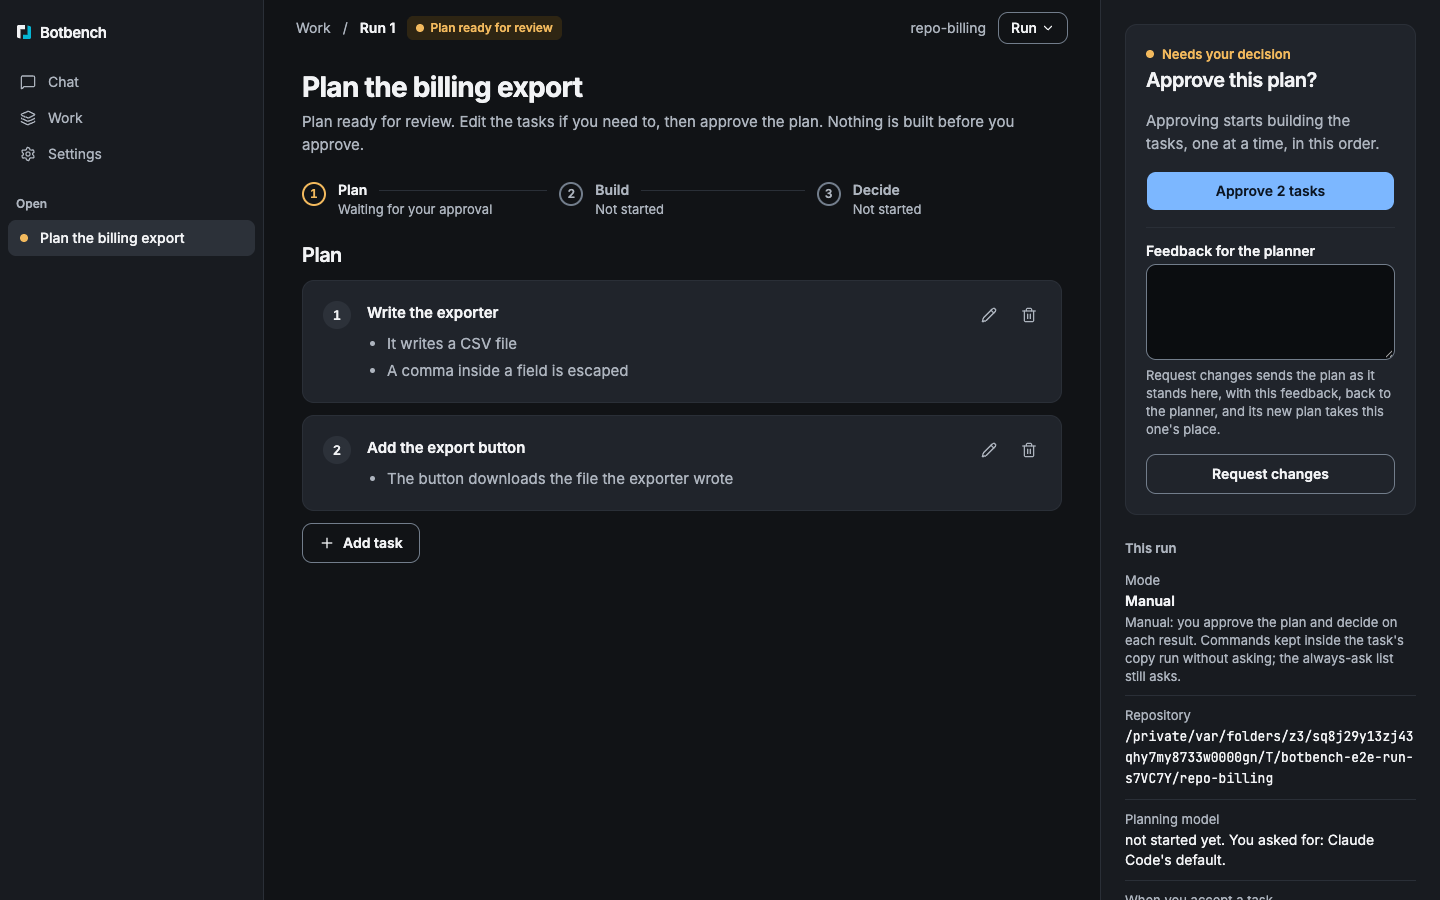 Botbench
Chat
Work
Settings
Open
Plan the billing export
Work / Run 1 Plan ready for review
repo-billing Run
Plan the billing export
Plan ready for review. Edit the tasks if you need to, then approve the plan. Nothing is built before you
approve.
1 Plan
Waiting for your approval
2 Build
Not started
3 Decide
Not started
Plan
1 Write the exporter
• It writes a CSV file
• A comma inside a field is escaped
2 Add the export button
• The button downloads the file the exporter wrote
+ Add task
Needs your decision
Approve this plan?
Approving starts building the
tasks, one at a time, in this order.
Approve 2 tasks
Feedback for the planner
Request changes sends the plan as it
stands here, with this feedback, back to
the planner, and its new plan takes this
one's place.
Request changes
This run
Mode
Manual
Manual: you approve the plan and decide on
each result. Commands kept inside the task's
copy run without asking; the always-ask list
still asks.
Repository
/private/var/folders/z3/sq8j29y13zj43
qhy7my8733w0000gn/T/botbench-e2e-run-
s7VC7Y/repo-billing
Planning model
not started yet. You asked for: Claude
Code's default.
When you accept a task